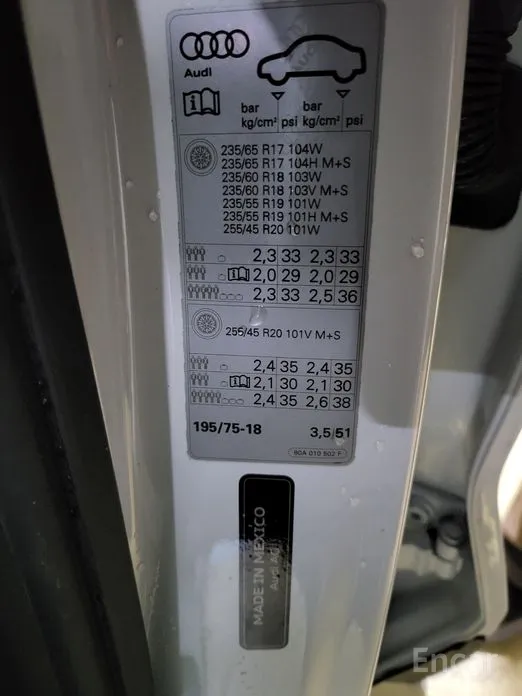 Audi
bar bar
kg/cm² psi kg/cm² psi
235/65 R17 104W
235/65 R17 104H M+S
235/60 R18 103W
235/60 R18 103V M+S
235/55 R19 101W
235/55 R19 101H M+S
255/45 R20 101W
2,3 33 2,3 33
2,0 29 2,0 29
2,3 33 2,5 36
255/45 R20 101V M+S
2,4 35 2,4 35
2,1 30 2,1 30
2,4 35 2,6 38
195/75-18 3,5/51
80A 010 502 F
MADE IN MEXICO
Audi AG
Encar